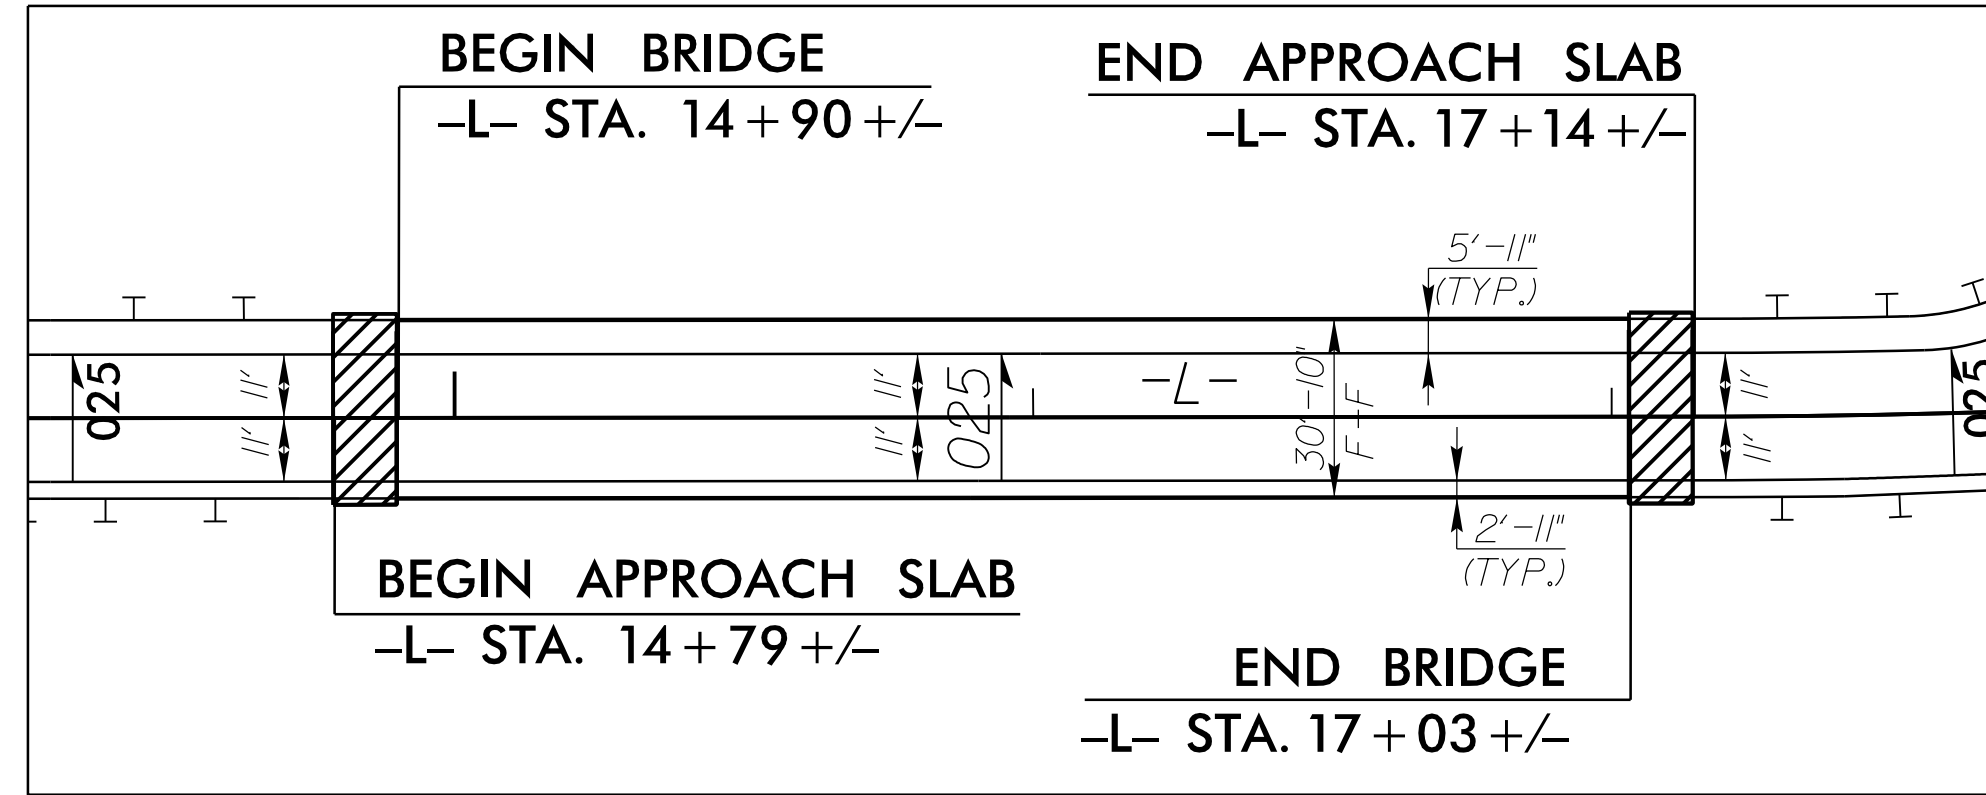 BEGIN BRIDGE
-L- STA. 14+90 +/-
END APPROACH SLAB
-L- STA. 17+14 +/-
5'-11"
(TYP.)
025
11'
11'
11'
11'
025
-L-
30'-10"
F-F
11'
11'
025
2'-11"
(TYP.)
BEGIN APPROACH SLAB
-L- STA. 14+79 +/-
END BRIDGE
-L- STA. 17+03 +/-